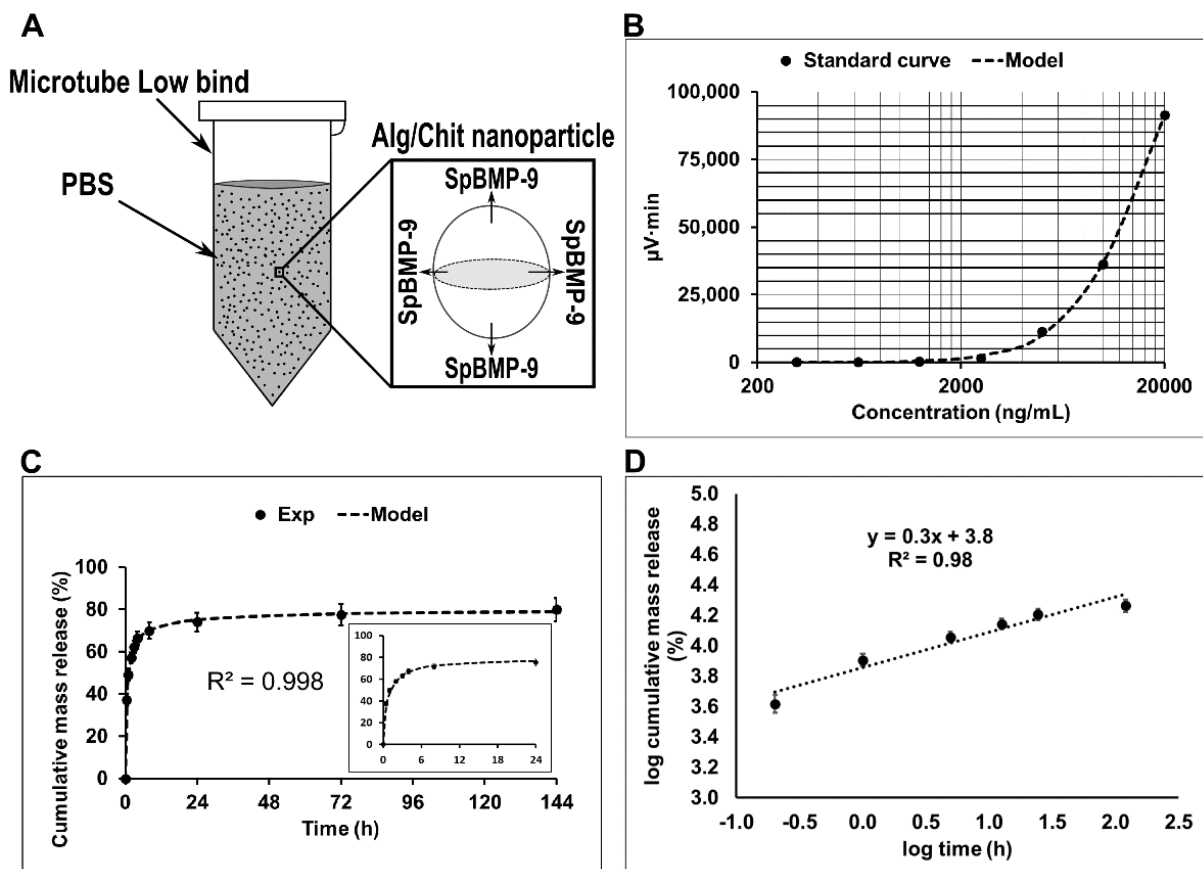 A
Microtube Low bind
PBS
Alg/Chit nanoparticle
SpBMP-9
SpBMP-9
SpBMP-9
SpBMP-9
B
Standard curve Model
100,000
75,000
50,000
25,000
0
µV·min
200 2000 20000
Concentration (ng/mL)
C
Exp Model
100
80
60
40
20
0
Cumulative mass release (%)
R² = 0.998
0 24 48 72 96 120 144
Time (h)
100
80
60
40
20
0
0 6 12 18 24
D
5.0
4.8
4.6
4.4
4.2
4.0
3.8
3.6
3.4
3.2
3.0
log cumulative mass release
(%)
y = 0.3x + 3.8
R² = 0.98
-1.0 -0.5 0.0 0.5 1.0 1.5 2.0 2.5
log time (h)